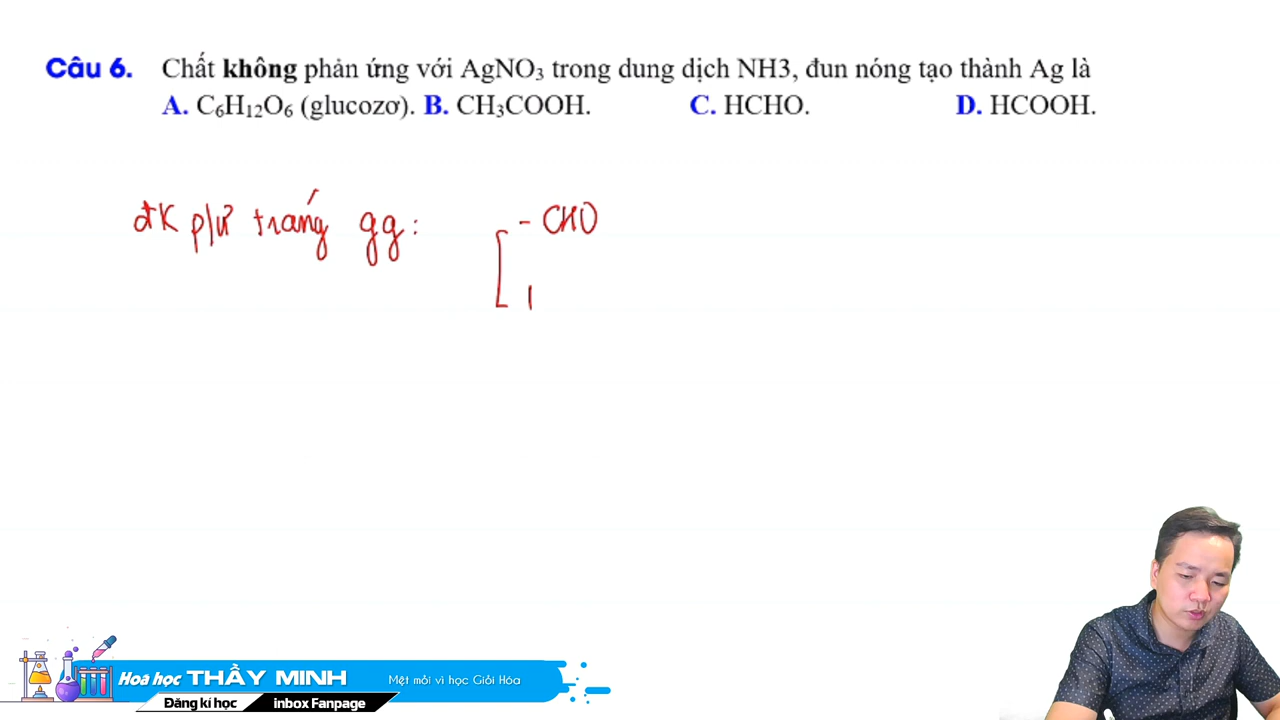 Câu 6. Chất không phản ứng với AgNO₃ trong dung dịch NH3, đun nóng tạo thành Ag là
A. C₆H₁₂O₆ (glucozơ). B. CH₃COOH. C. HCHO. D. HCOOH.
đK p/ư tráng gg: - CHO
Hoá học THẦY MINH
Mệt mỏi vì học Giỏi Hóa
Đăng kí học inbox Fanpage